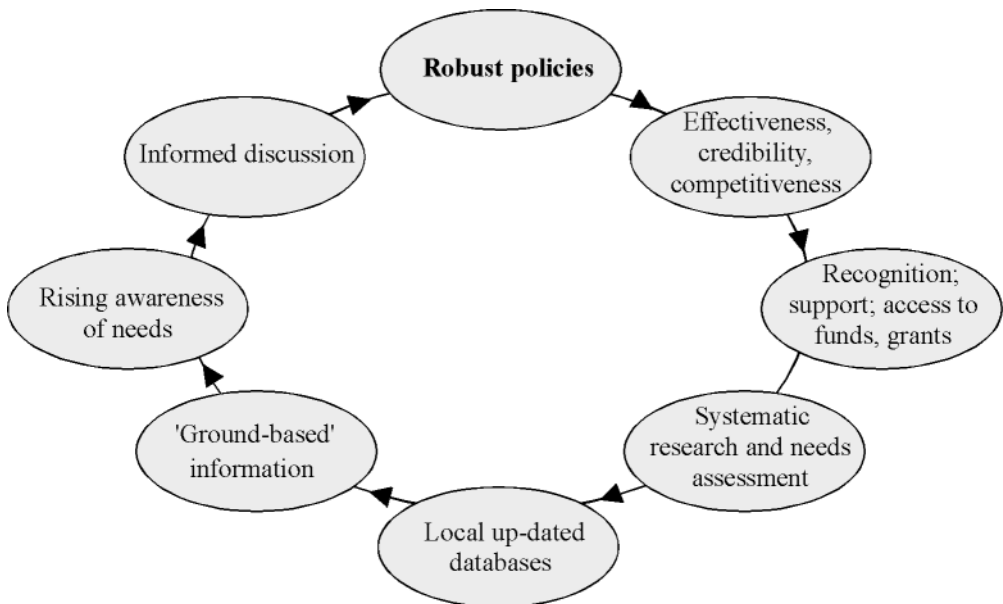 Robust policies
Effectiveness,
credibility,
competitiveness
Recognition;
support; access to
funds, grants
Systematic
research and needs
assessment
Local up-dated
databases
'Ground-based'
information
Rising awareness
of needs
Informed discussion